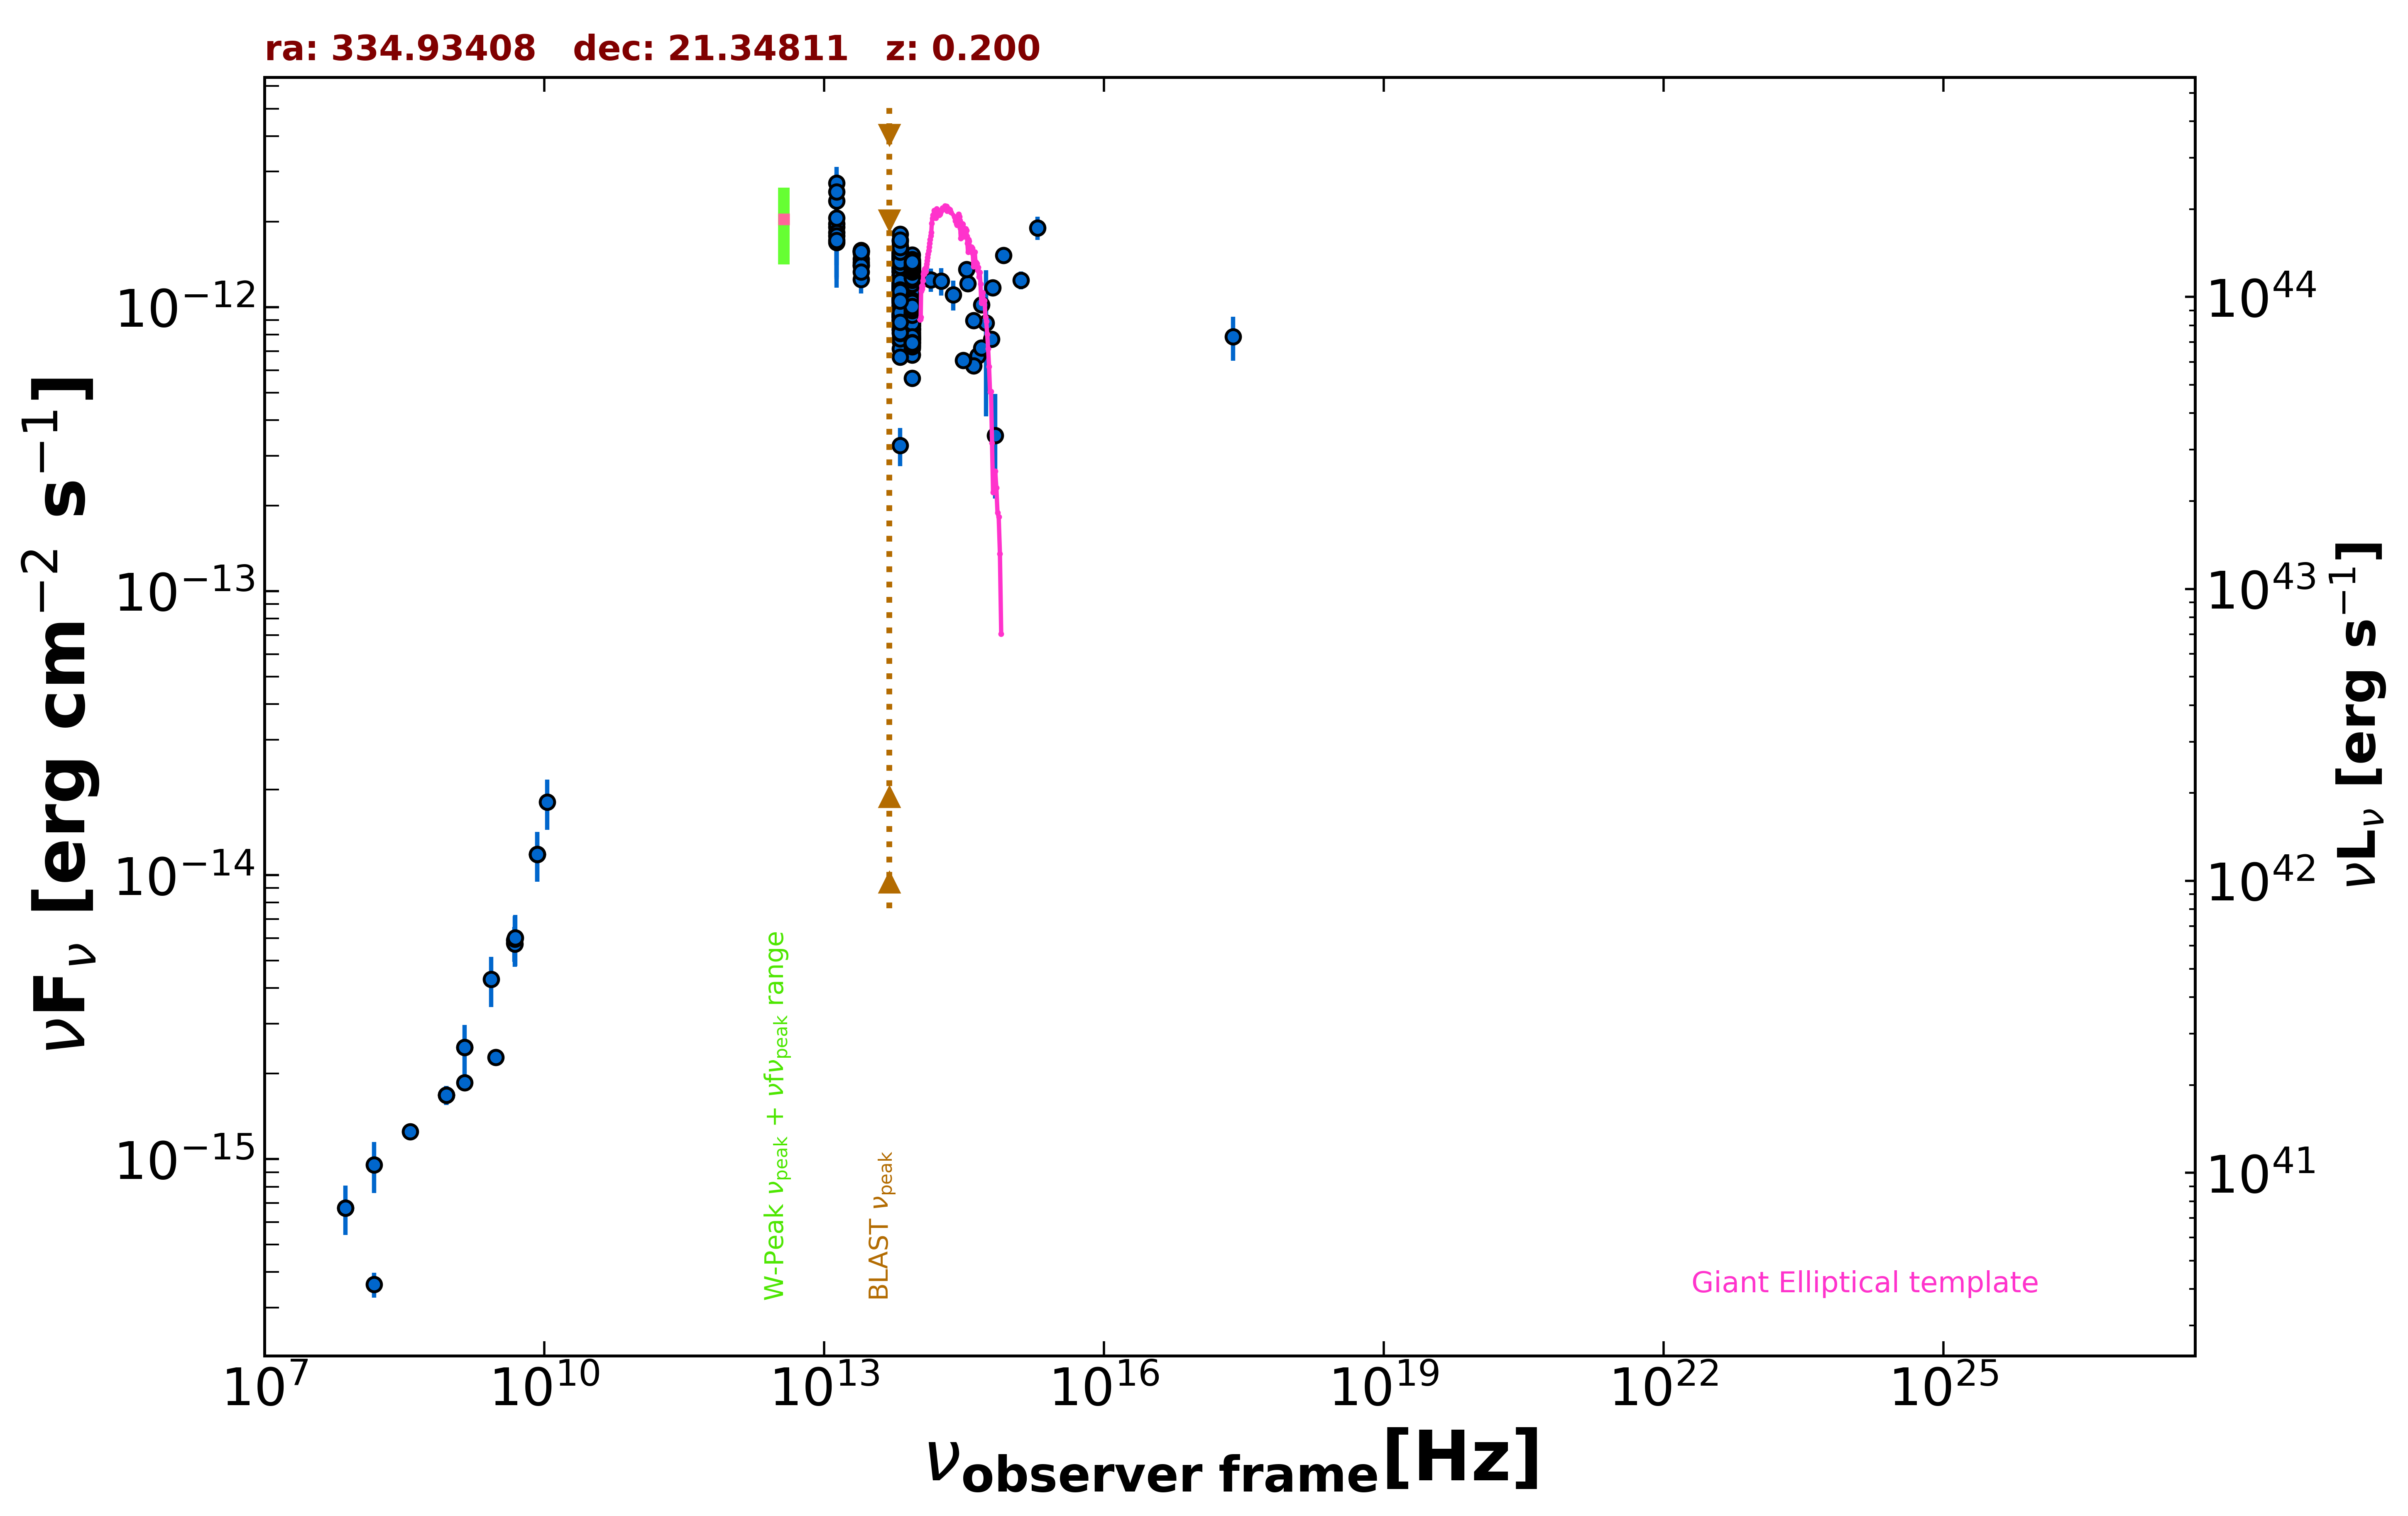 ra: 334.93408   dec: 21.34811   z: 0.200
νFν [erg cm−2 s−1]
10−12
10−13
10−14
10−15
W-Peak νpeak + νfνpeak range
BLAST νpeak
Giant Elliptical template
1044
1043
1042
1041
νLν [erg s−1]
107 1010 1013 1016 1019 1022 1025
νobserver frame[Hz]